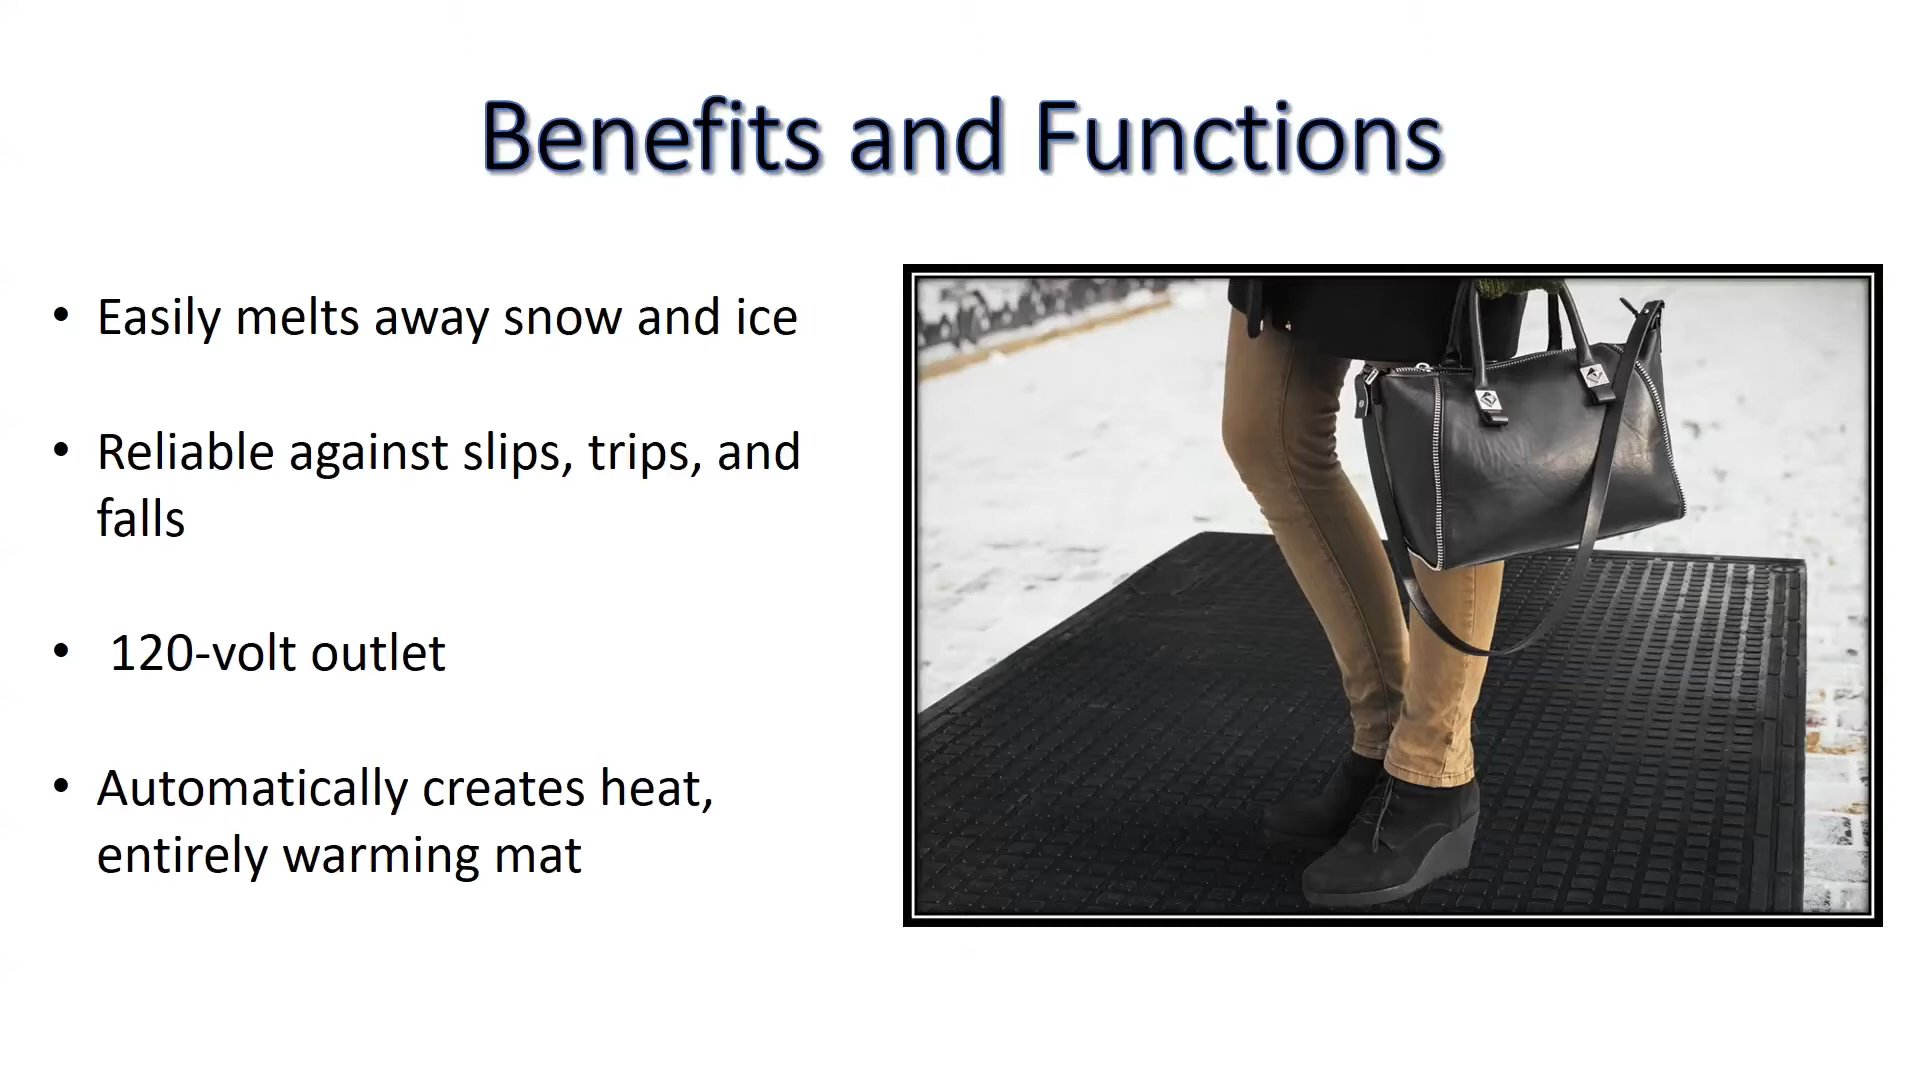 Benefits and Functions
• Easily melts away snow and ice
• Reliable against slips, trips, and
falls
• 120-volt outlet
• Automatically creates heat,
entirely warming mat